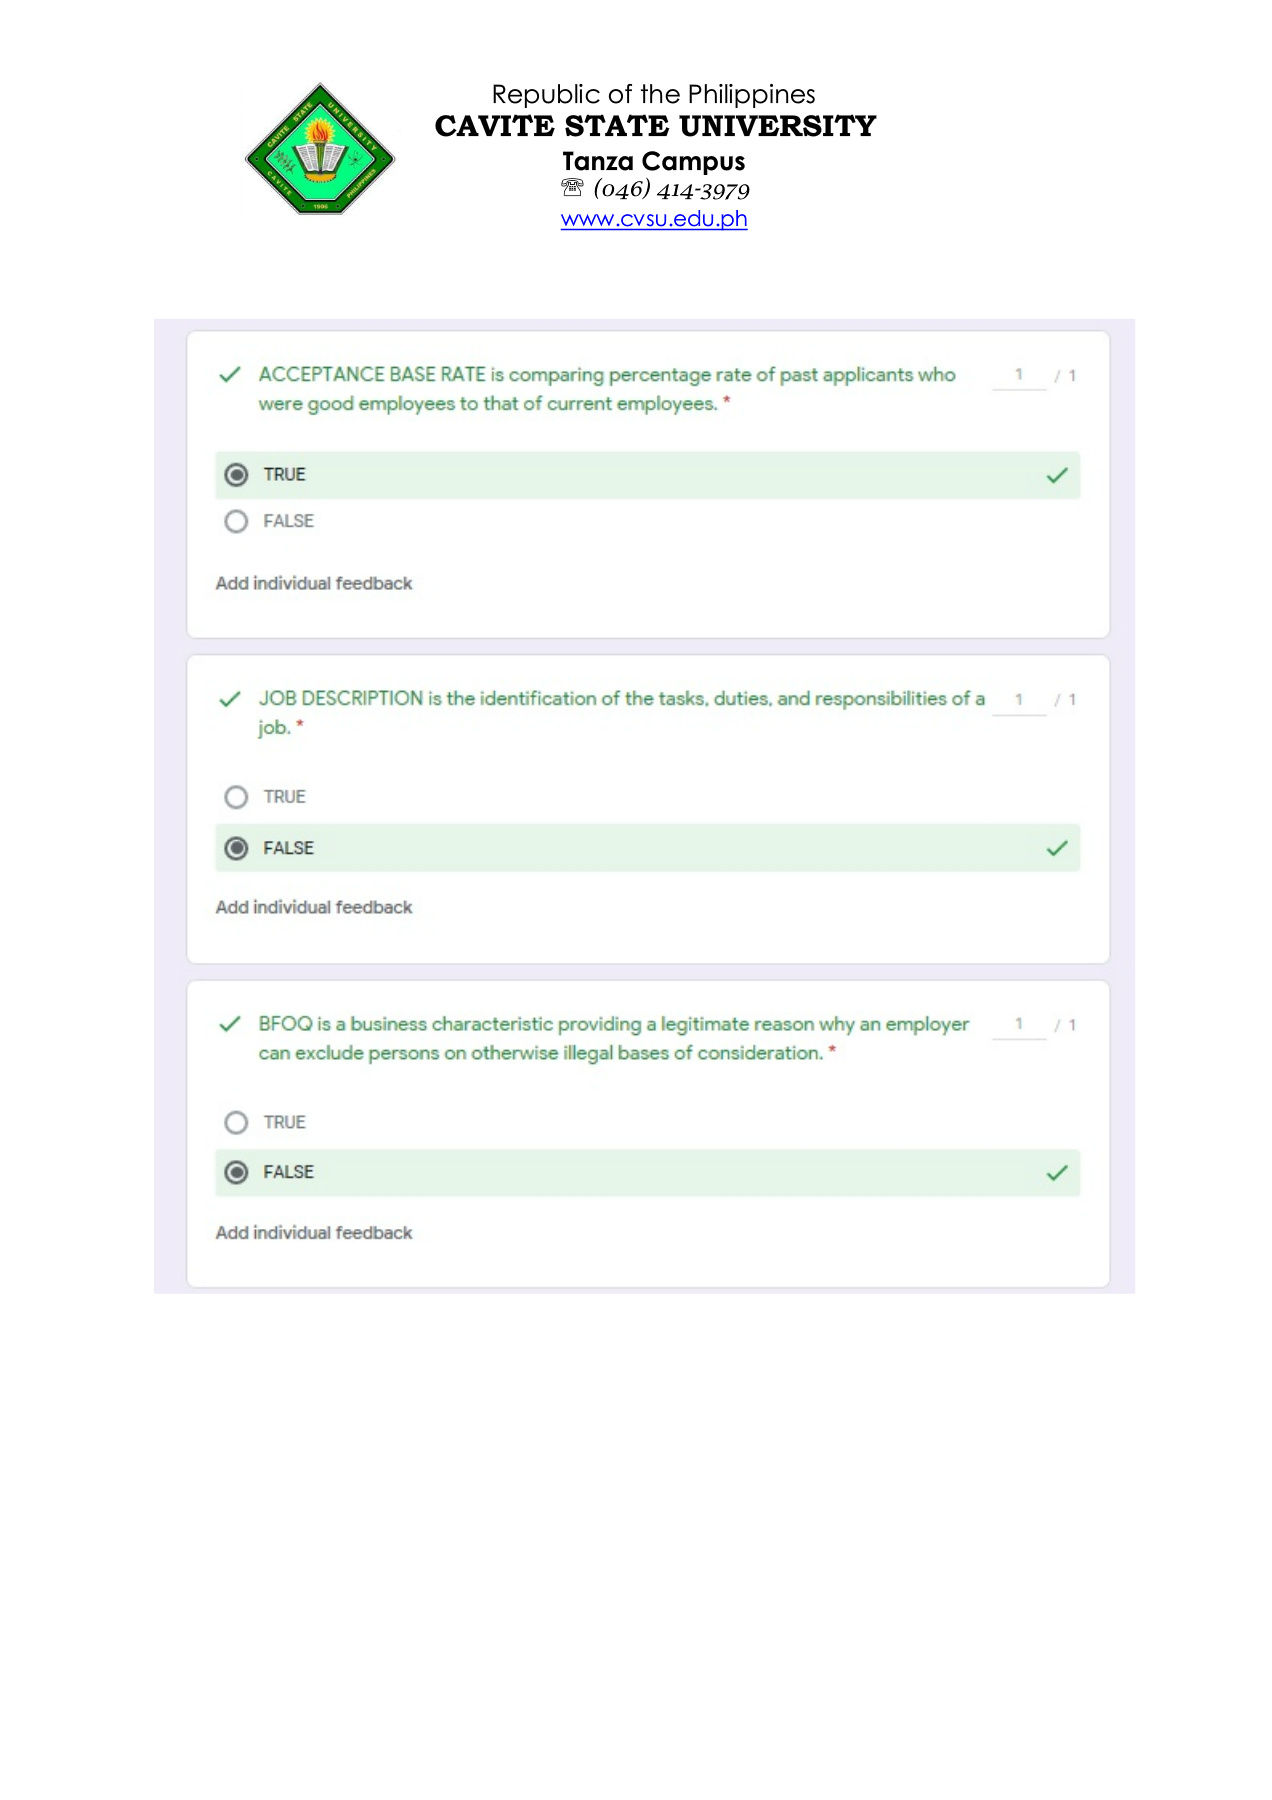 Republic of the Philippines
CAVITE STATE UNIVERSITY
Tanza Campus
☏ (046) 414-3979
www.cvsu.edu.ph
CAVITE STATE UNIVERSITY
CAVITE PHILIPPINES
1906
ACCEPTANCE BASE RATE is comparing percentage rate of past applicants who
were good employees to that of current employees. *
1 / 1
TRUE
FALSE
Add individual feedback
JOB DESCRIPTION is the identification of the tasks, duties, and responsibilities of a
job. *
1 / 1
TRUE
FALSE
Add individual feedback
BFOQ is a business characteristic providing a legitimate reason why an employer
can exclude persons on otherwise illegal bases of consideration. *
1 / 1
TRUE
FALSE
Add individual feedback